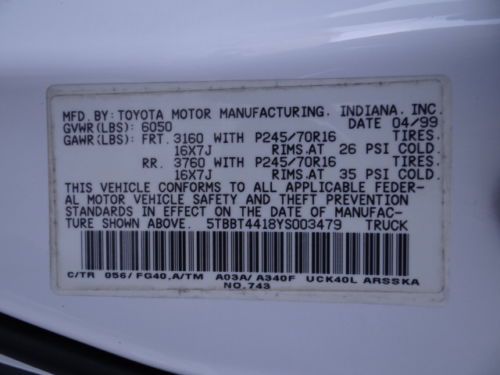 MFD. BY: TOYOTA MOTOR MANUFACTURING, INDIANA, INC.
GVWR(LBS): 6050 DATE 04/99
GAWR(LBS): FRT. 3160 WITH P245/70R16 TIRES.
16X7J RIMS.AT 26 PSI COLD.
RR. 3760 WITH P245/70R16 TIRES.
16X7J RIMS.AT 35 PSI COLD.
THIS VEHICLE CONFORMS TO ALL APPLICABLE FEDER-
AL MOTOR VEHICLE SAFETY AND THEFT PREVENTION
STANDARDS IN EFFECT ON THE DATE OF MANUFAC-
TURE SHOWN ABOVE. 5TBBT4418YS003479 TRUCK
C/TR 056/FG40,A/TM A03A/A340F UCK40L ARSSKA
NO.743